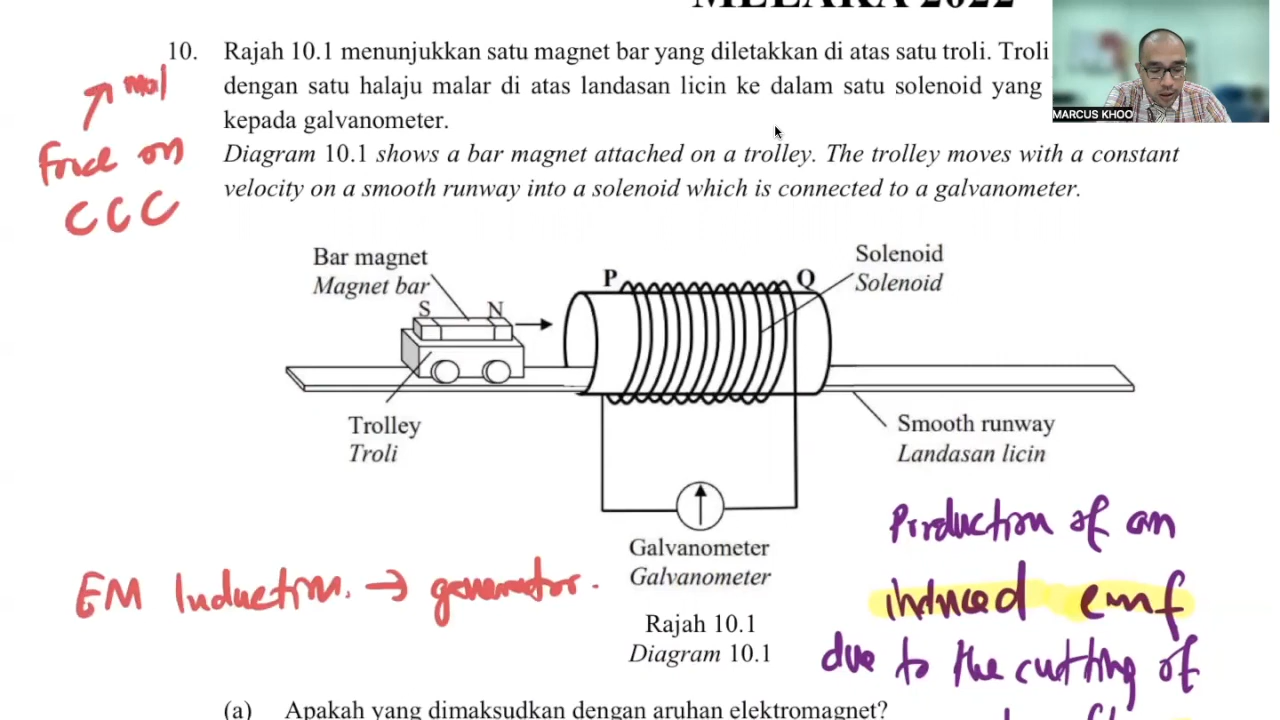 MELAKA 2022
MARCUS KHOO
10. Rajah 10.1 menunjukkan satu magnet bar yang diletakkan di atas satu troli. Troli
dengan satu halaju malar di atas landasan licin ke dalam satu solenoid yang
kepada galvanometer.
Diagram 10.1 shows a bar magnet attached on a trolley. The trolley moves with a constant
velocity on a smooth runway into a solenoid which is connected to a galvanometer.
Force on
CCC
Bar magnet
Magnet bar
S N
P Q
Solenoid
Solenoid
Trolley
Troli
Smooth runway
Landasan licin
Galvanometer
Galvanometer
EM Induction. → generator.
Rajah 10.1
Diagram 10.1
Production of an
induced emf
due to the cutting of
(a) Apakah yang dimaksudkan dengan aruhan elektromagnet?